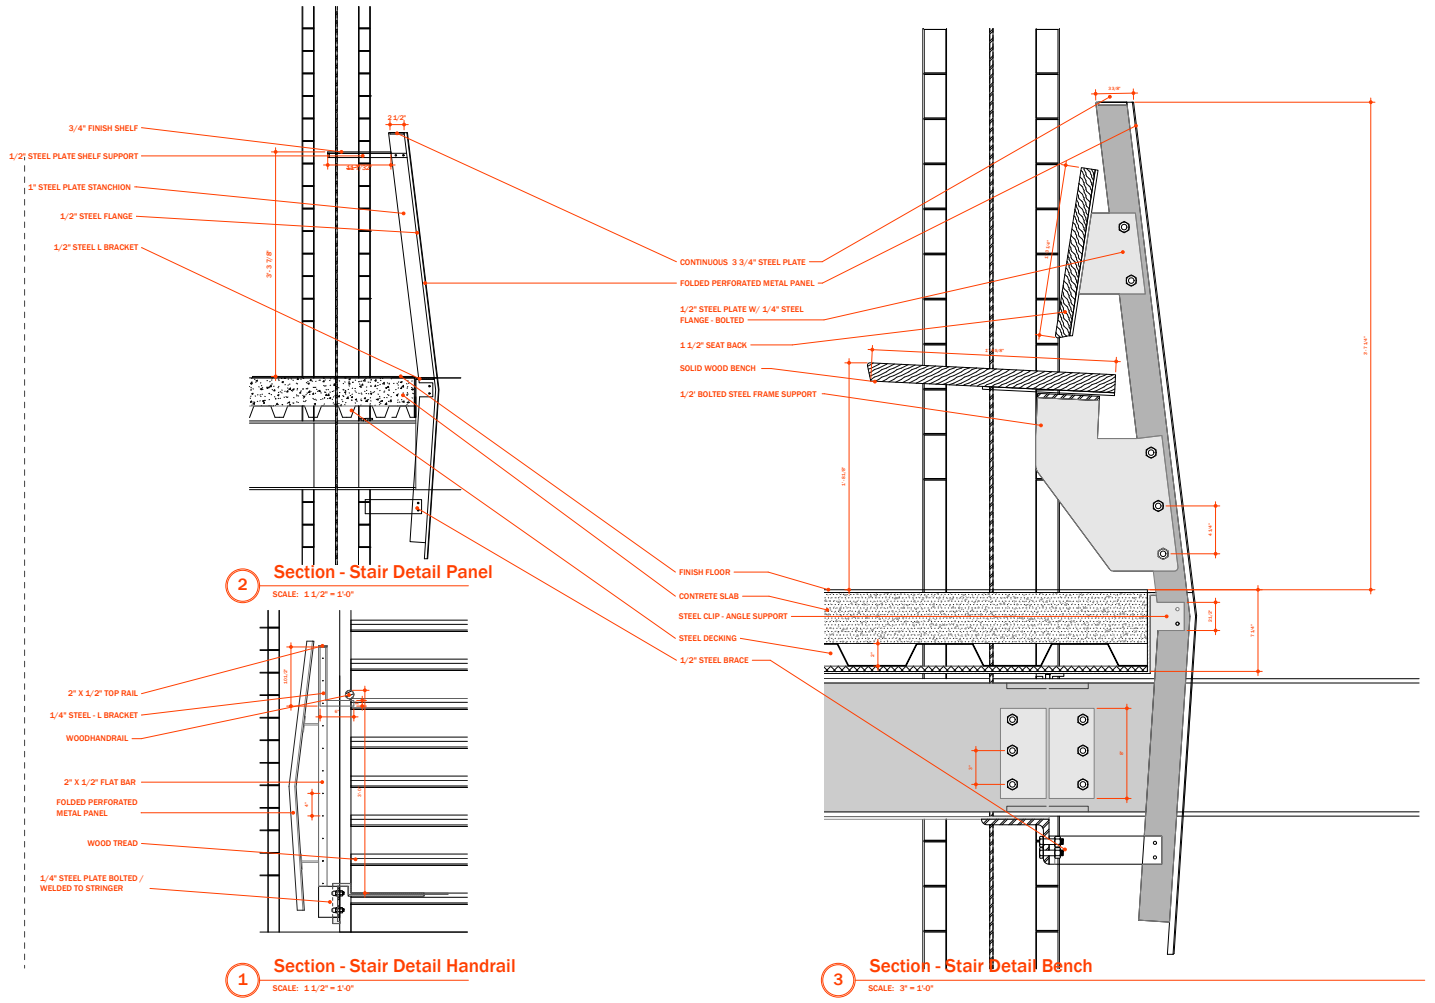 3/4" FINISH SHELF
1/2" STEEL PLATE SHELF SUPPORT
1" STEEL PLATE STANCHION
1/2" STEEL FLANGE
1/2" STEEL L BRACKET
2 1/2"
3'-3 7/8"
2
Section - Stair Detail Panel
SCALE: 1 1/2" = 1'-0"
2" X 1/2" TOP RAIL
1/4" STEEL - L BRACKET
WOODHANDRAIL
2" X 1/2" FLAT BAR
FOLDED PERFORATED
METAL PANEL
WOOD TREAD
1/4" STEEL PLATE BOLTED /
WELDED TO STRINGER
1
Section - Stair Detail Handrail
SCALE: 1 1/2" = 1'-0"
CONTINUOUS 3 3/4" STEEL PLATE
FOLDED PERFORATED METAL PANEL
1/2" STEEL PLATE W/ 1/4" STEEL
FLANGE - BOLTED
1 1/2" SEAT BACK
SOLID WOOD BENCH
1/2' BOLTED STEEL FRAME SUPPORT
FINISH FLOOR
CONTRETE SLAB
STEEL CLIP - ANGLE SUPPORT
STEEL DECKING
1/2" STEEL BRACE
4 1/4"
7 1/4"
3
Section - Stair Detail Bench
SCALE: 3" = 1'-0"